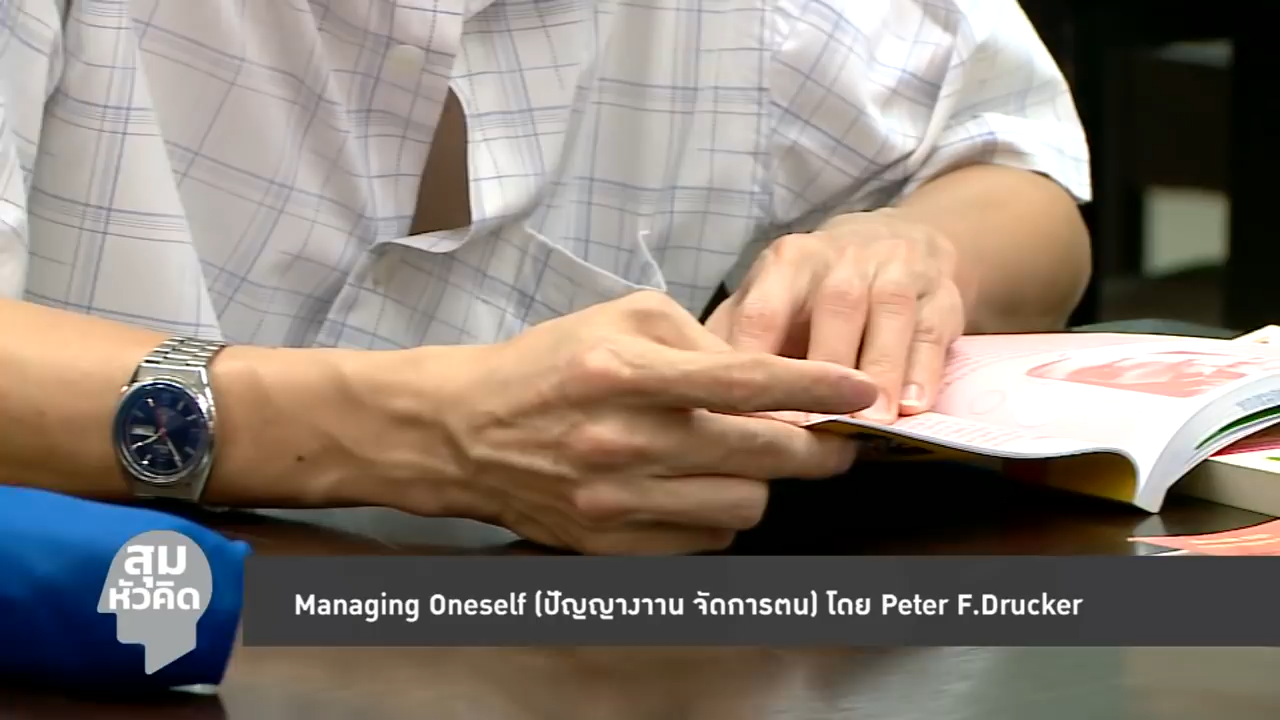 สุม
หัวคิด
Managing Oneself (ปัญญางาาน จัดการตน) โดย Peter F.Drucker